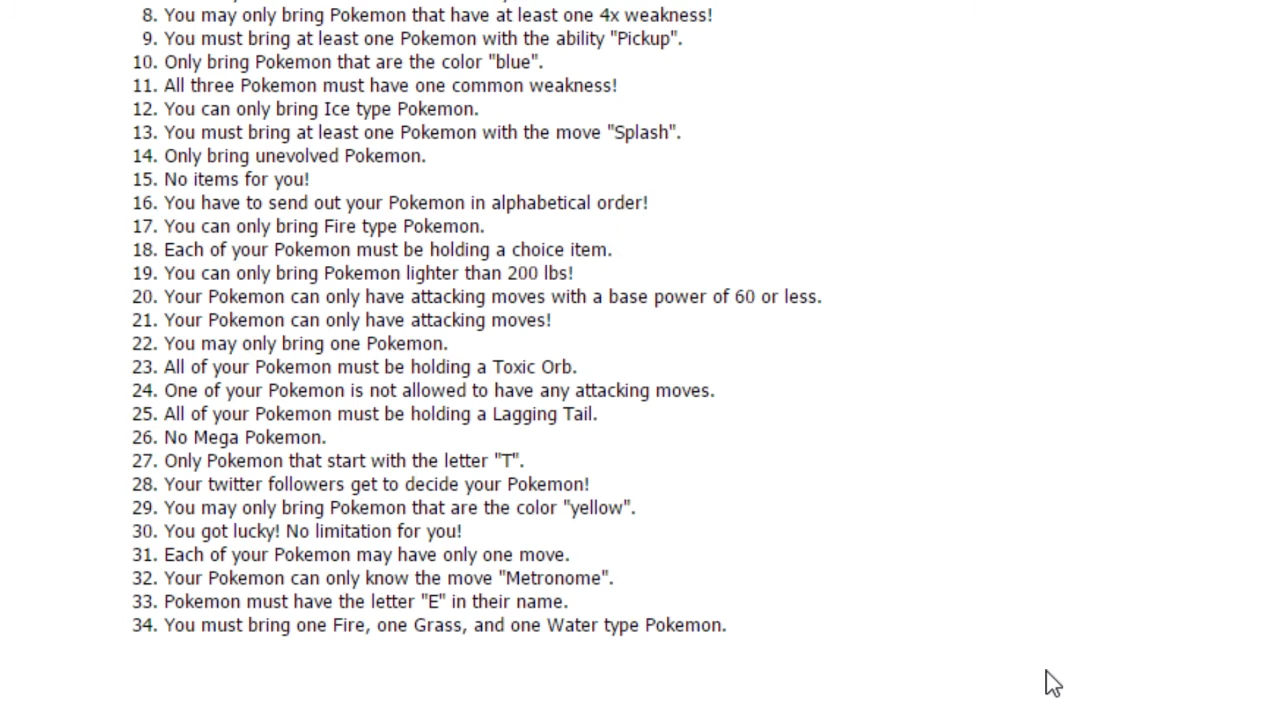 8. You may only bring Pokemon that have at least one 4x weakness!
9. You must bring at least one Pokemon with the ability "Pickup".
10. Only bring Pokemon that are the color "blue".
11. All three Pokemon must have one common weakness!
12. You can only bring Ice type Pokemon.
13. You must bring at least one Pokemon with the move "Splash".
14. Only bring unevolved Pokemon.
15. No items for you!
16. You have to send out your Pokemon in alphabetical order!
17. You can only bring Fire type Pokemon.
18. Each of your Pokemon must be holding a choice item.
19. You can only bring Pokemon lighter than 200 lbs!
20. Your Pokemon can only have attacking moves with a base power of 60 or less.
21. Your Pokemon can only have attacking moves!
22. You may only bring one Pokemon.
23. All of your Pokemon must be holding a Toxic Orb.
24. One of your Pokemon is not allowed to have any attacking moves.
25. All of your Pokemon must be holding a Lagging Tail.
26. No Mega Pokemon.
27. Only Pokemon that start with the letter "T".
28. Your twitter followers get to decide your Pokemon!
29. You may only bring Pokemon that are the color "yellow".
30. You got lucky! No limitation for you!
31. Each of your Pokemon may have only one move.
32. Your Pokemon can only know the move "Metronome".
33. Pokemon must have the letter "E" in their name.
34. You must bring one Fire, one Grass, and one Water type Pokemon.